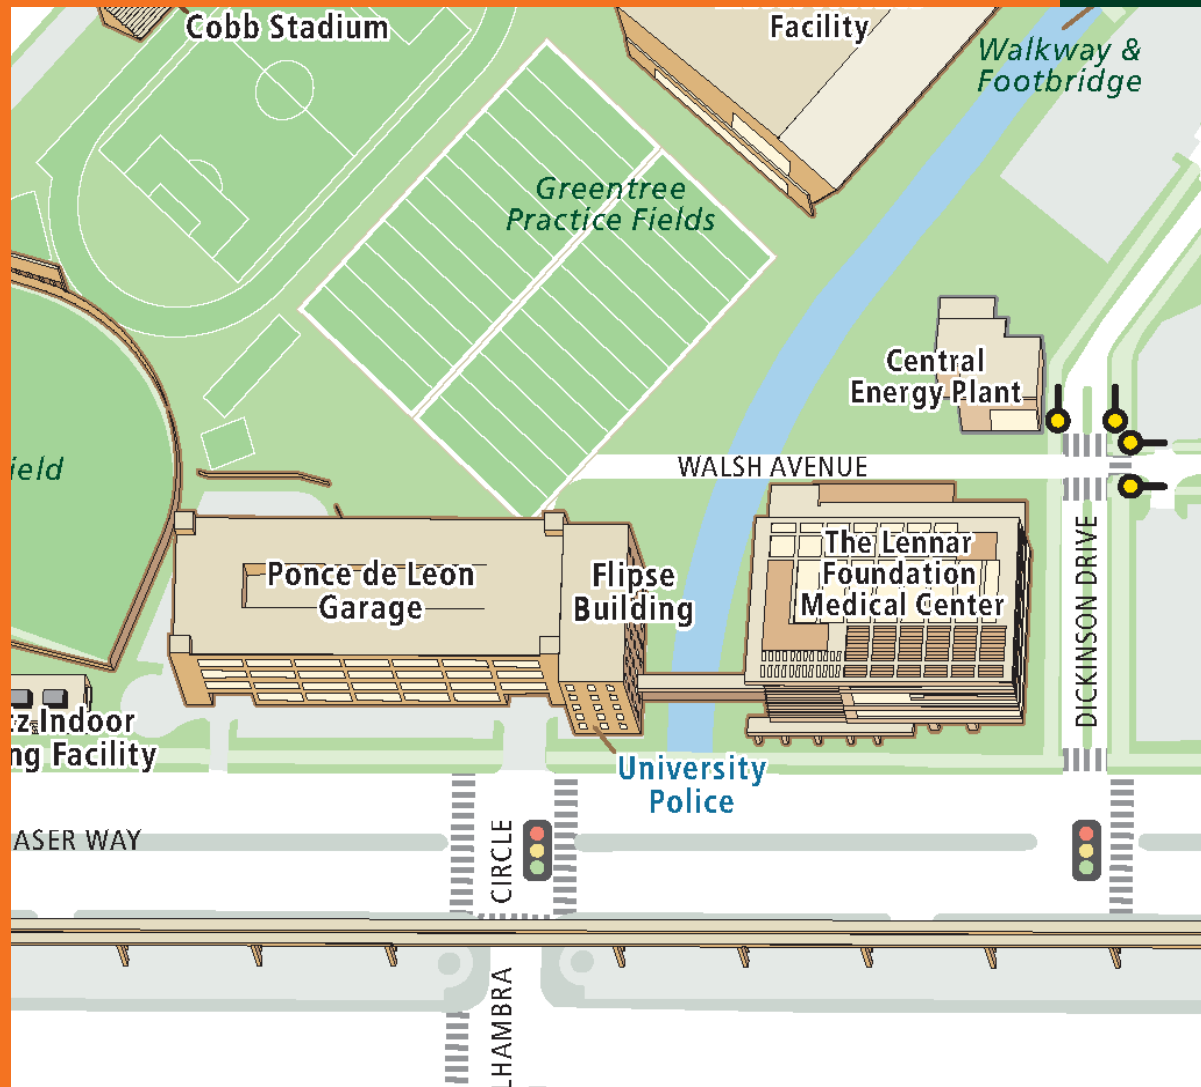 Cobb Stadium
Facility
Walkway &
Footbridge
Greentree
Practice Fields
Central
Energy Plant
ield
WALSH AVENUE
Ponce de Leon
Garage
Flipse
Building
The Lennar
Foundation
Medical Center
DICKINSON DRIVE
tz Indoor
ng Facility
University
Police
ASER WAY
CIRCLE
LHAMBRA